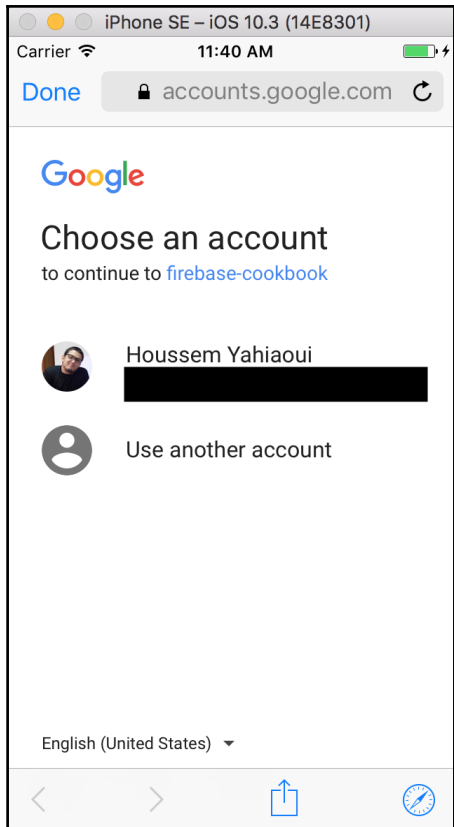 iPhone SE – iOS 10.3 (14E8301)
Carrier 11:40 AM
Done accounts.google.com
Google
Choose an account
to continue to firebase-cookbook
Houssem Yahiaoui
Use another account
English (United States)